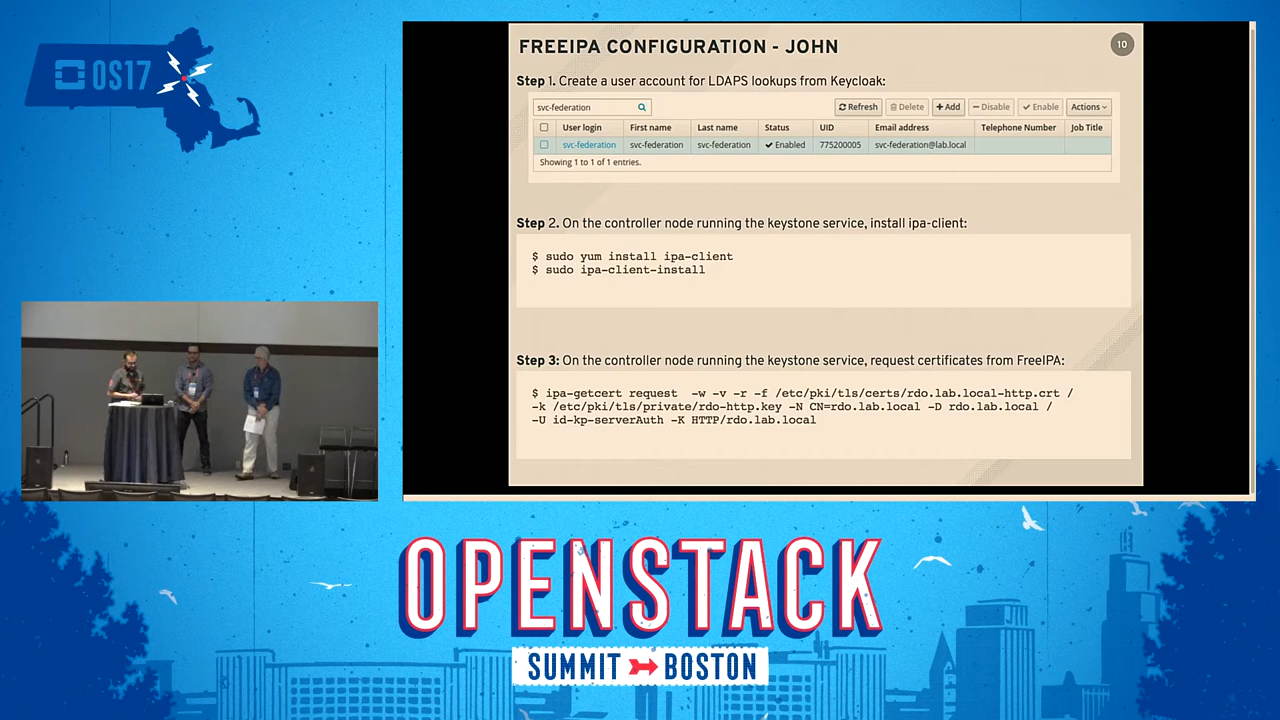 OS17
FREEIPA CONFIGURATION - JOHN
10
Step 1. Create a user account for LDAPS lookups from Keycloak:
svc-federation
Refresh Delete Add Disable Enable Actions
User login First name Last name Status UID Email address Telephone Number Job Title
svc-federation svc-federation svc-federation Enabled 775200005 svc-federation@lab.local
Showing 1 to 1 of 1 entries.
Step 2. On the controller node running the keystone service, install ipa-client:
$ sudo yum install ipa-client
$ sudo ipa-client-install
Step 3: On the controller node running the keystone service, request certificates from FreeIPA:
$ ipa-getcert request -w -v -r -f /etc/pki/tls/certs/rdo.lab.local-http.crt /
-k /etc/pki/tls/private/rdo-http.key -N CN=rdo.lab.local -D rdo.lab.local /
-U id-kp-serverAuth -K HTTP/rdo.lab.local
OPENSTACK
SUMMIT BOSTON